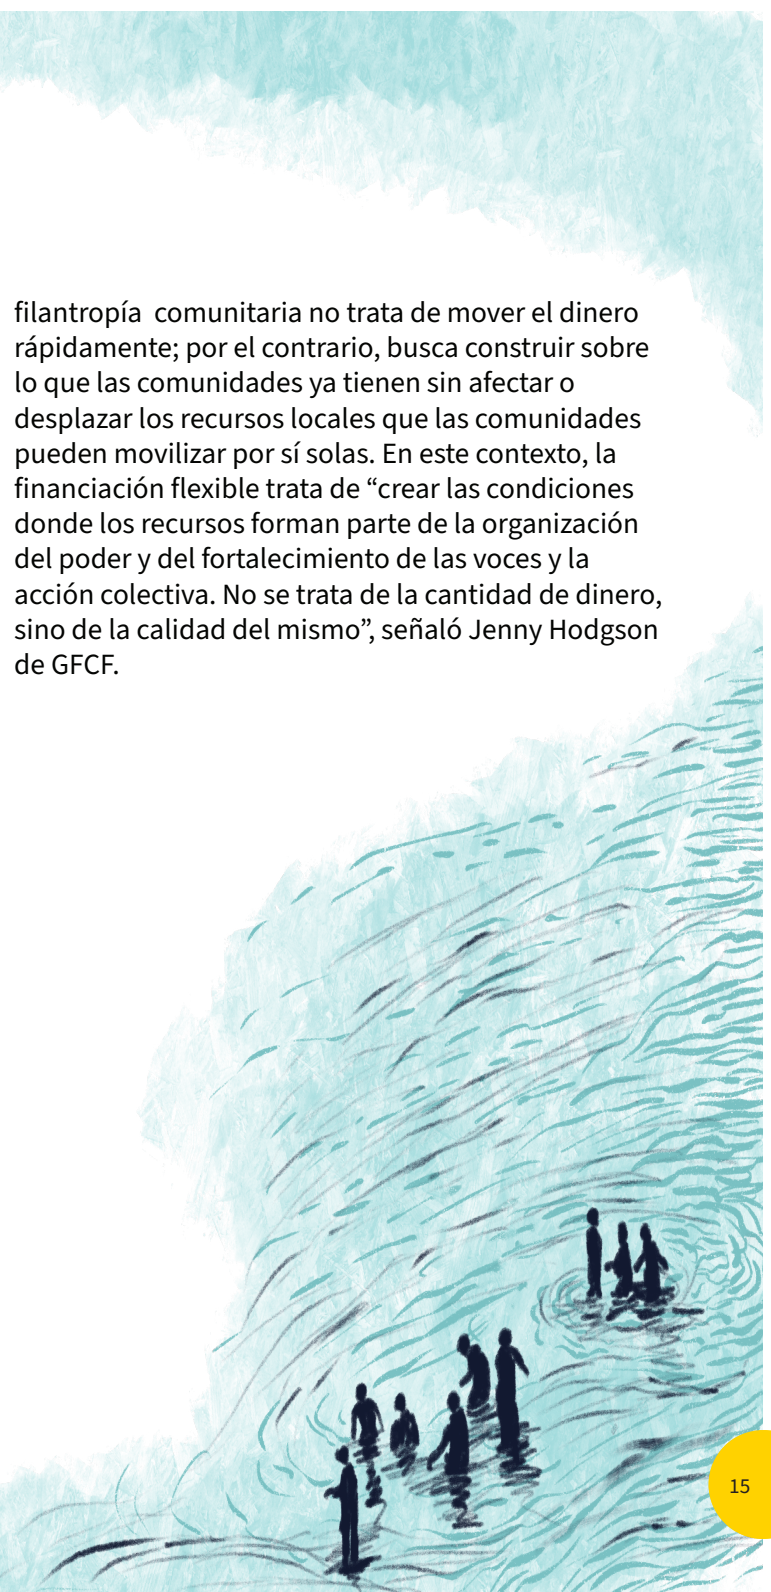 filantropía  comunitaria no trata de mover el dinero
rápidamente; por el contrario, busca construir sobre
lo que las comunidades ya tienen sin afectar o
desplazar los recursos locales que las comunidades
pueden movilizar por sí solas. En este contexto, la
financiación flexible trata de “crear las condiciones
donde los recursos forman parte de la organización
del poder y del fortalecimiento de las voces y la
acción colectiva. No se trata de la cantidad de dinero,
sino de la calidad del mismo”, señaló Jenny Hodgson
de GFCF.
15